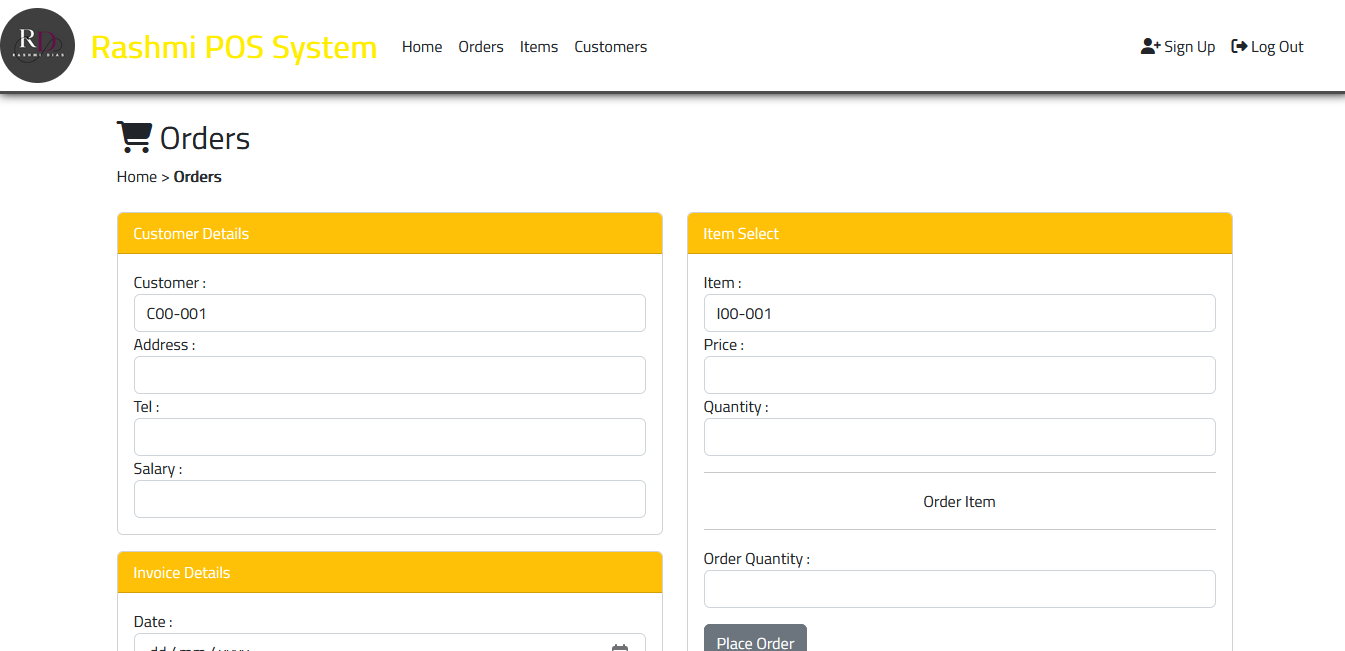 RD
RASHMI DIAS
Rashmi POS System
Home
Orders
Items
Customers
Sign Up
Log Out
Orders
Home > Orders
Customer Details
Customer :
C00-001
Address :
Tel :
Salary :
Invoice Details
Date :
dd / mm / yyyy
Item Select
Item :
I00-001
Price :
Quantity :
Order Item
Order Quantity :
Place Order